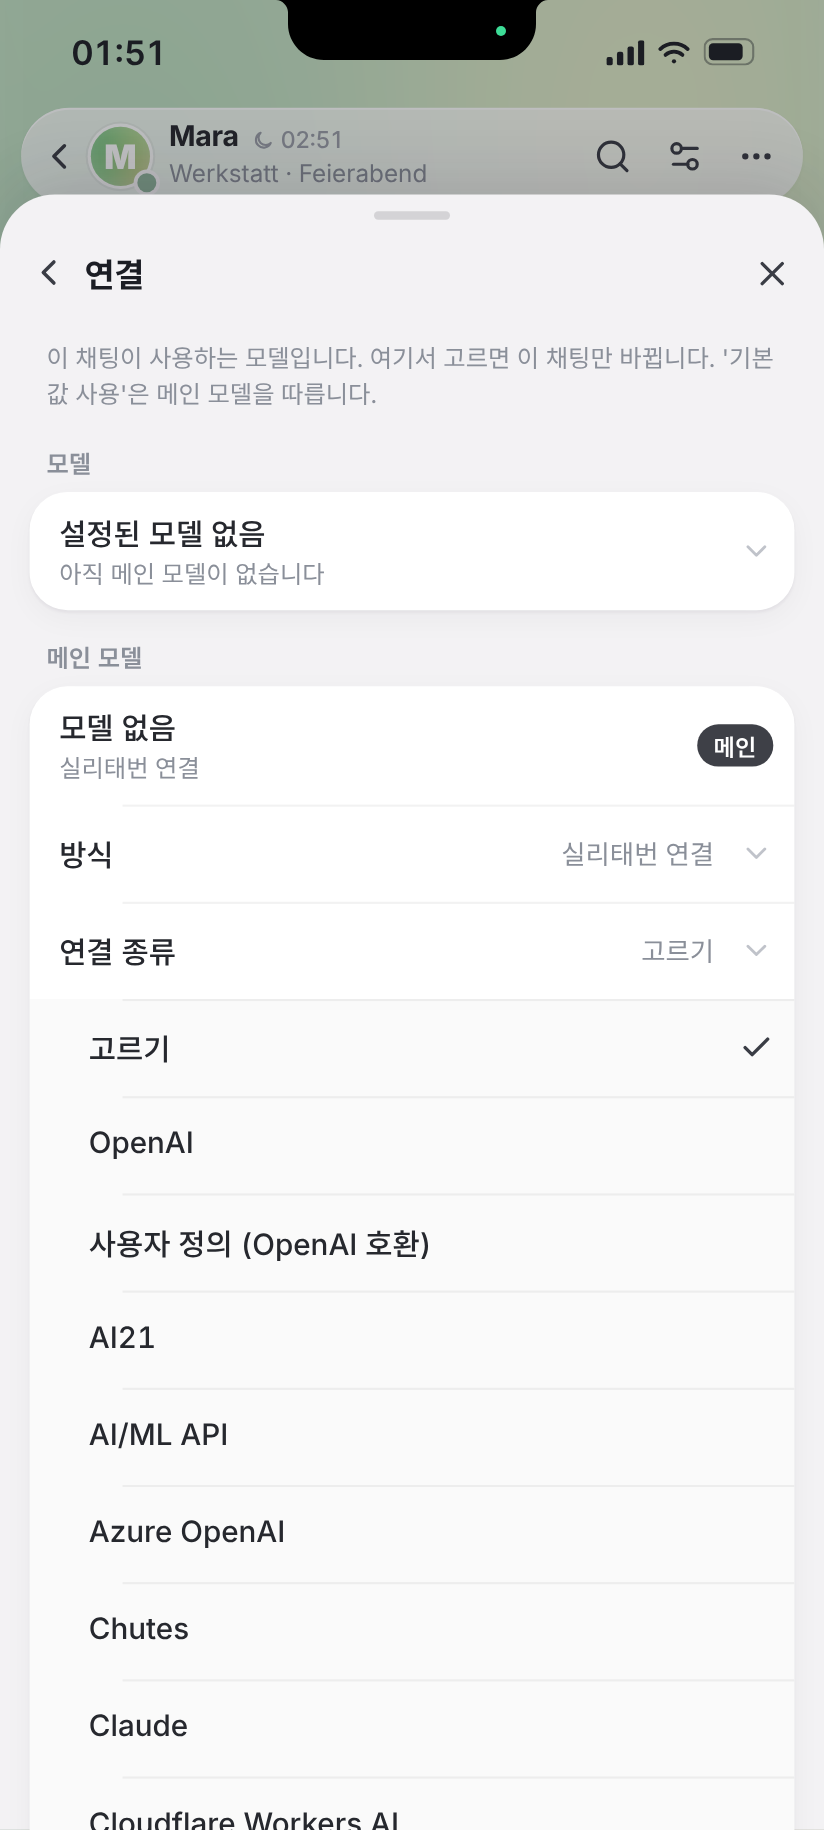 01:51
Mara 02:51
Werkstatt · Feierabend
연결
이 채팅이 사용하는 모델입니다. 여기서 고르면 이 채팅만 바뀝니다. '기본
값 사용'은 메인 모델을 따릅니다.
모델
설정된 모델 없음
아직 메인 모델이 없습니다
메인 모델
모델 없음
메인
실리태번 연결
방식
실리태번 연결
연결 종류
고르기
고르기
OpenAI
사용자 정의 (OpenAI 호환)
AI21
AI/ML API
Azure OpenAI
Chutes
Claude
Cloudflare Workers AI